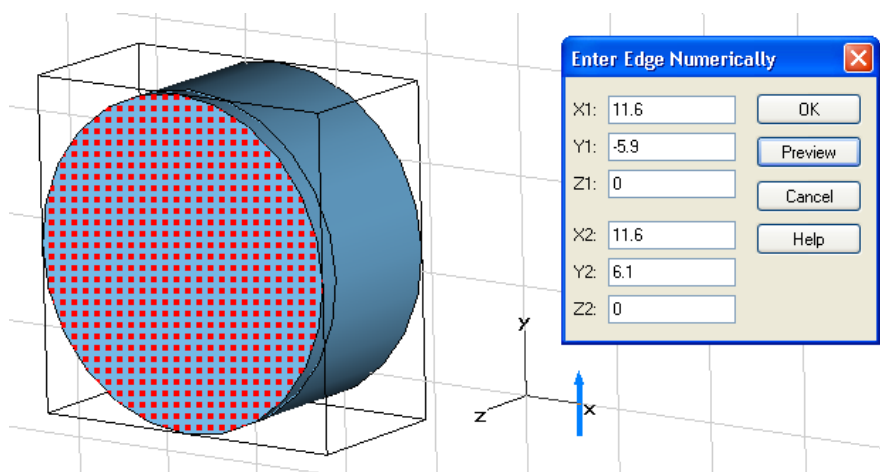 Enter Edge Numerically
X1: 11.6 OK
Y1: -5.9 Preview
Z1: 0
Cancel
X2: 11.6 Help
Y2: 6.1
Z2: 0
y
z x